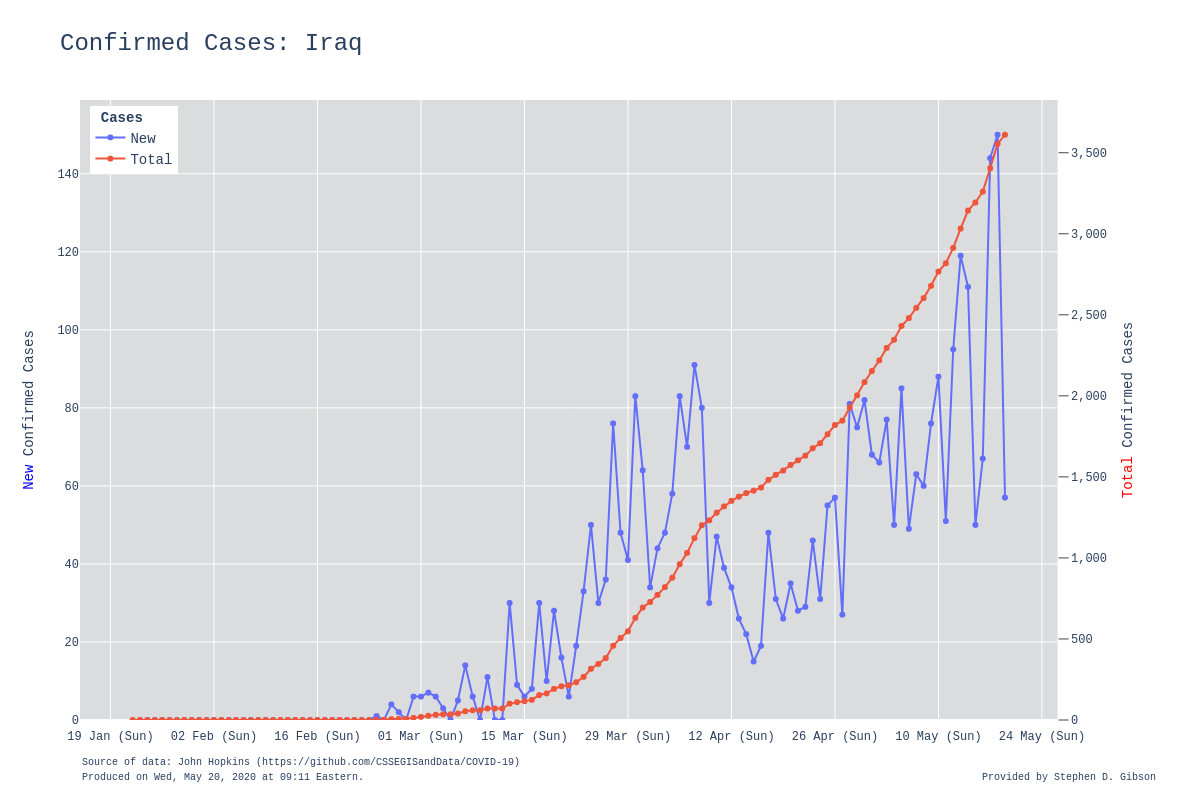 Confirmed Cases: Iraq
Cases
New
Total
140
120
100
80
60
40
20
0
3,500
3,000
2,500
2,000
1,500
1,000
500
0
New Confirmed Cases
Total Confirmed Cases
19 Jan (Sun) 02 Feb (Sun) 16 Feb (Sun) 01 Mar (Sun) 15 Mar (Sun) 29 Mar (Sun) 12 Apr (Sun) 26 Apr (Sun) 10 May (Sun) 24 May (Sun)
Source of data: John Hopkins (https://github.com/CSSEGISandData/COVID-19)
Produced on Wed, May 20, 2020 at 09:11 Eastern.
Provided by Stephen D. Gibson